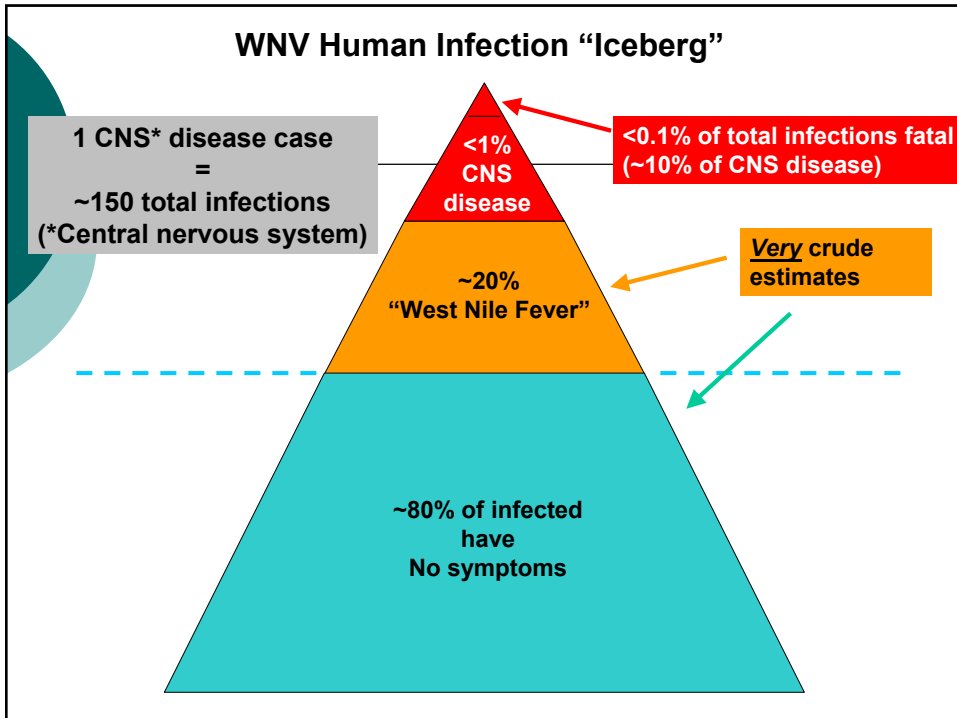 WNV Human Infection “Iceberg”
1 CNS* disease case
=
~150 total infections
(*Central nervous system)
<1%
CNS
disease
<0.1% of total infections fatal
(~10% of CNS disease)
~20%
“West Nile Fever”
Very crude
estimates
~80% of infected
have
No symptoms